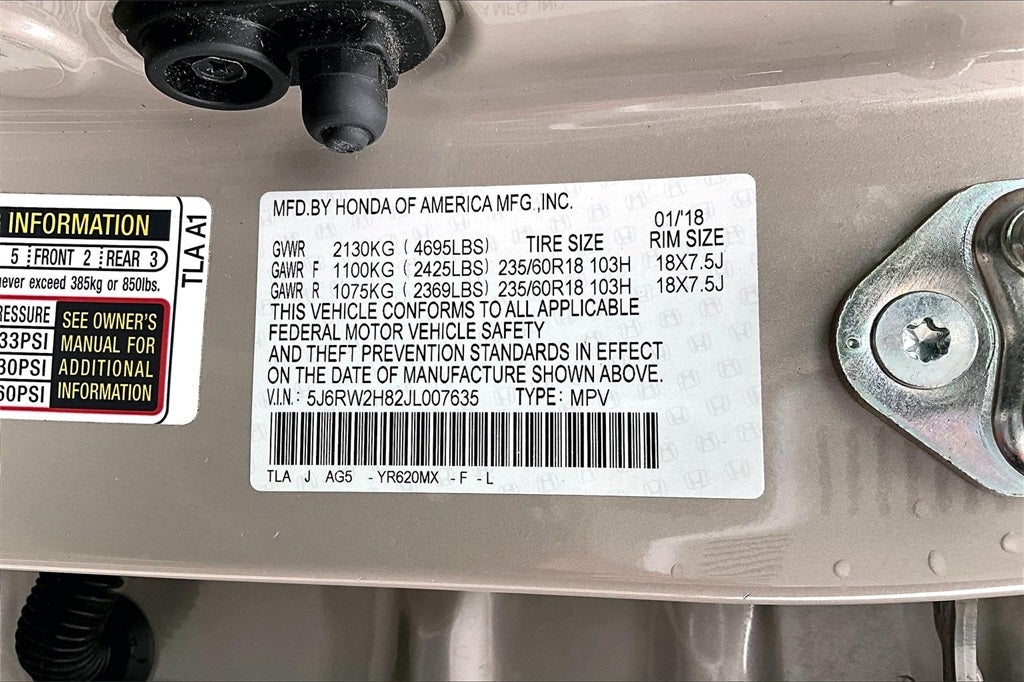 INFORMATION
5 FRONT 2 REAR 3
never exceed 385kg or 850lbs.
PRESSURE
33PSI
30PSI
60PSI
SEE OWNER'S
MANUAL FOR
ADDITIONAL
INFORMATION
TLA A1
MFD.BY HONDA OF AMERICA MFG.,INC.
01/'18
GVWR 2130KG ( 4695LBS) TIRE SIZE RIM SIZE
GAWR F 1100KG ( 2425LBS) 235/60R18 103H 18X7.5J
GAWR R 1075KG ( 2369LBS) 235/60R18 103H 18X7.5J
THIS VEHICLE CONFORMS TO ALL APPLICABLE
FEDERAL MOTOR VEHICLE SAFETY
AND THEFT PREVENTION STANDARDS IN EFFECT
ON THE DATE OF MANUFACTURE SHOWN ABOVE.
V.I.N.: 5J6RW2H82JL007635 TYPE: MPV
TLA J AG5 -YR620MX -F -L